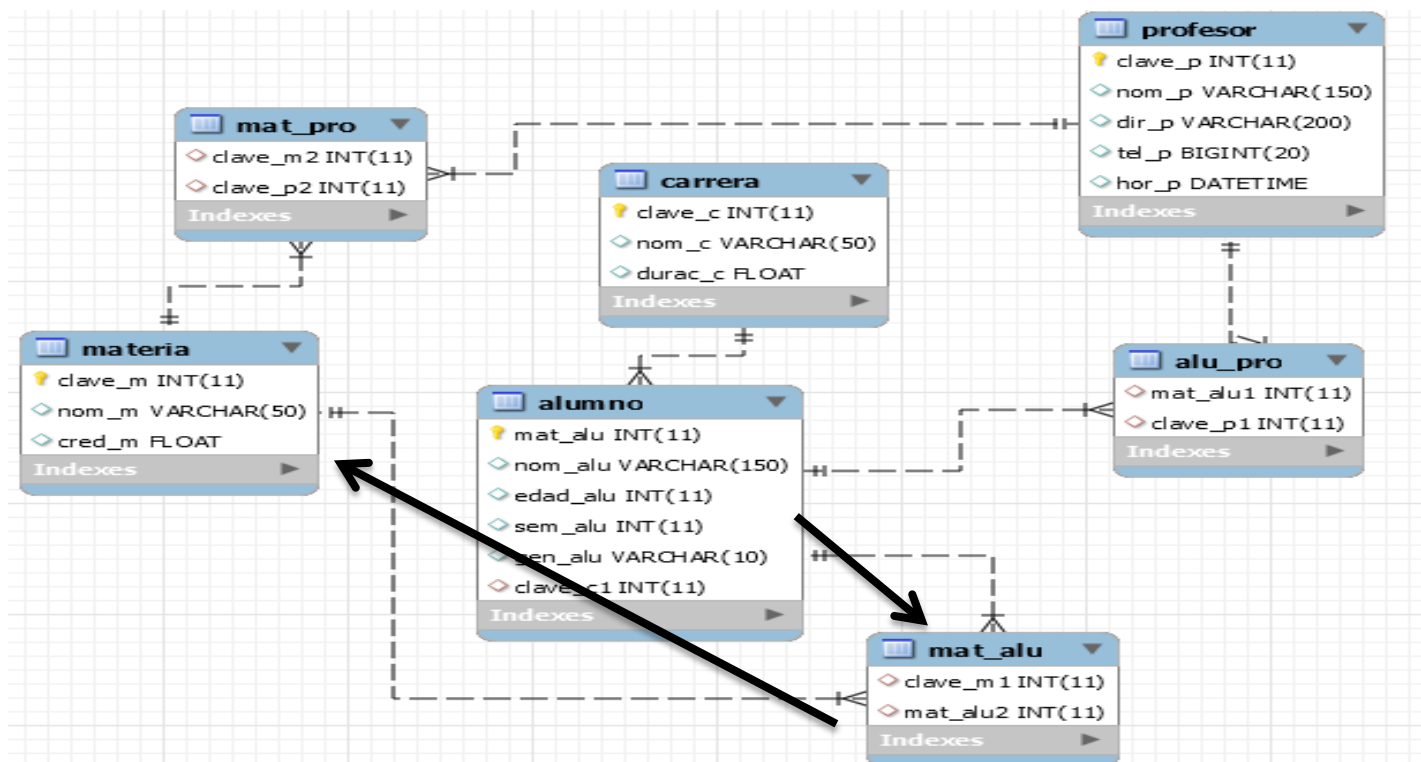 profesor
clave_p INT(11)
nom_p VARCHAR(150)
dir_p VARCHAR(200)
tel_p BIGINT(20)
hor_p DATETIME
Indexes
mat_pro
clave_m2 INT(11)
clave_p2 INT(11)
Indexes
carrera
clave_c INT(11)
nom_c VARCHAR(50)
durac_c FLOAT
Indexes
materia
clave_m INT(11)
nom_m VARCHAR(50)
cred_m FLOAT
Indexes
alumno
mat_alu INT(11)
nom_alu VARCHAR(150)
edad_alu INT(11)
sem_alu INT(11)
gen_alu VARCHAR(10)
clave_c1 INT(11)
Indexes
alu_pro
mat_alu1 INT(11)
clave_p1 INT(11)
Indexes
mat_alu
clave_m1 INT(11)
mat_alu2 INT(11)
Indexes